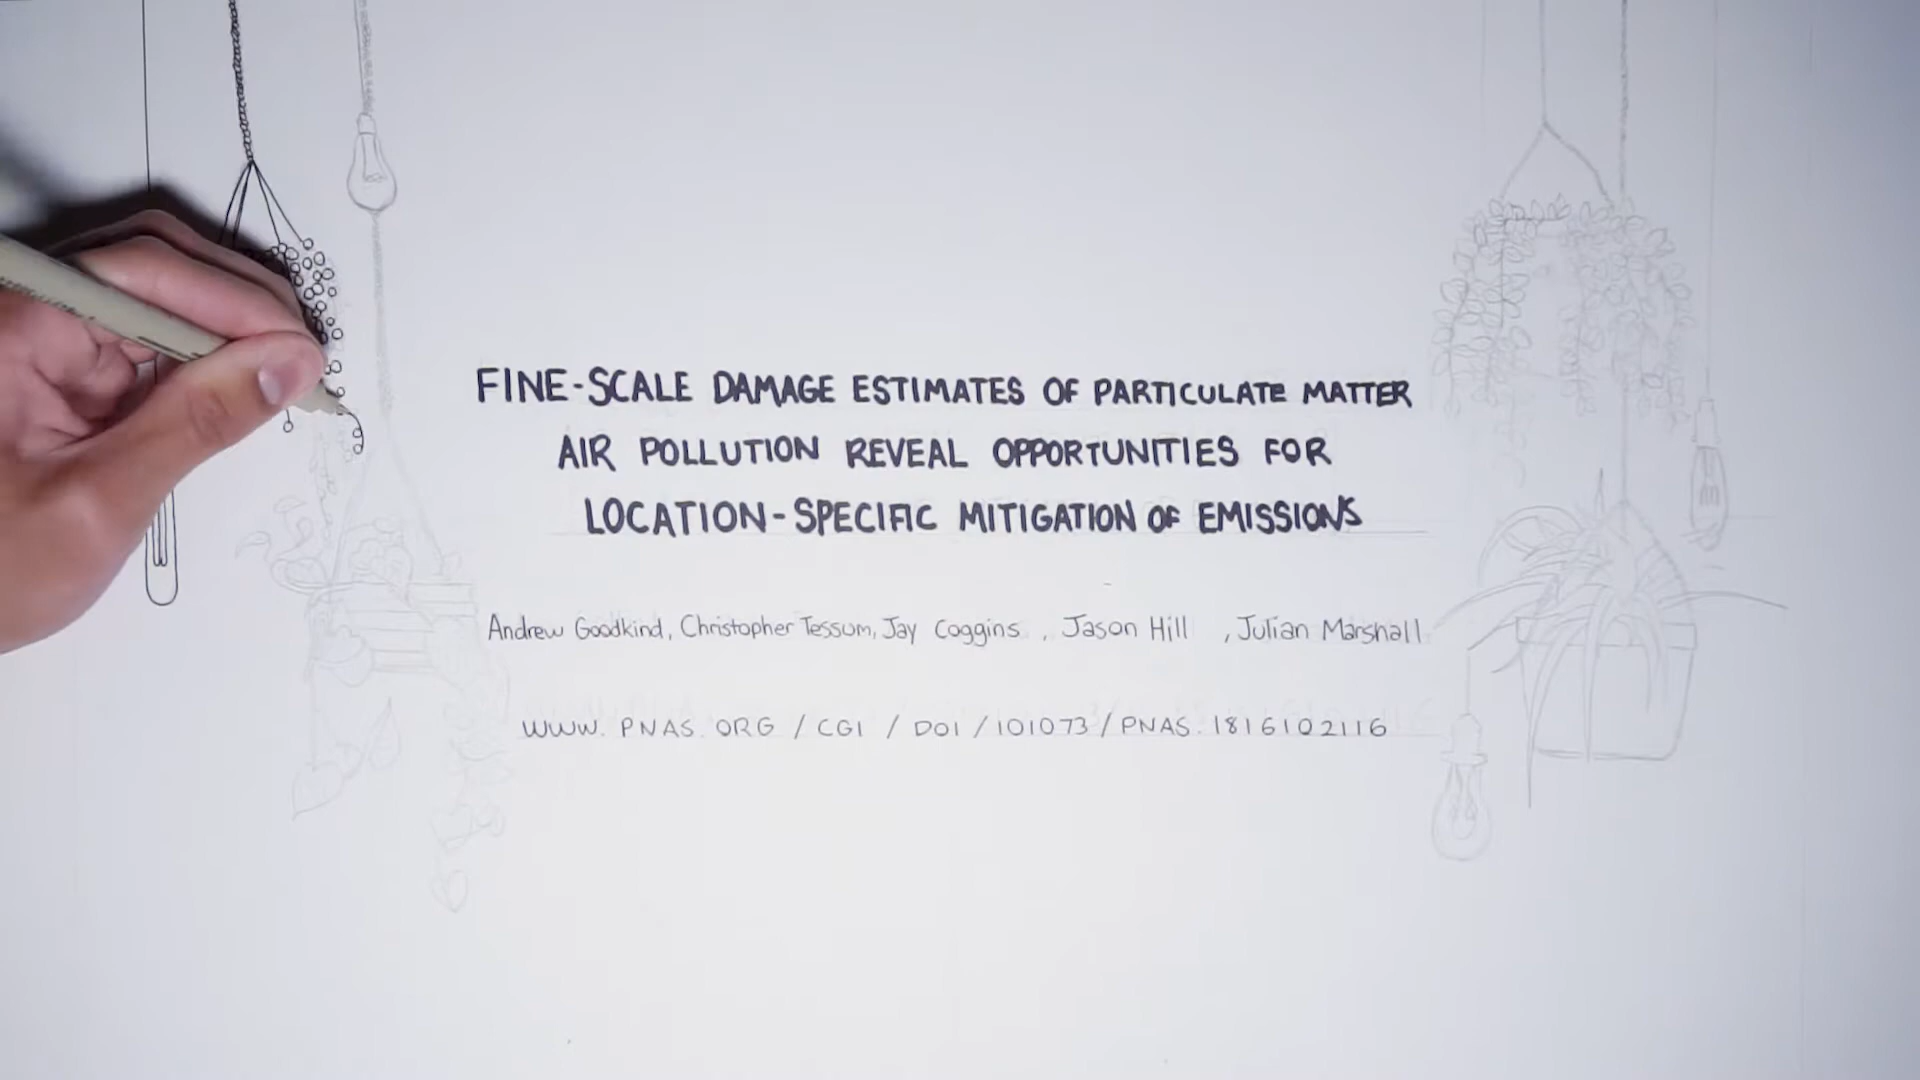 FINE-SCALE DAMAGE ESTIMATES OF PARTICULATE MATTER
AIR POLLUTION REVEAL OPPORTUNITIES FOR
LOCATION-SPECIFIC MITIGATION OF EMISSIONS
Andrew Goodkind, Christopher Tessum, Jay Coggins , Jason Hill , Julian Marshall
WWW. PNAS. ORG / CGI / DOI / 101073 / PNAS. 1816102116